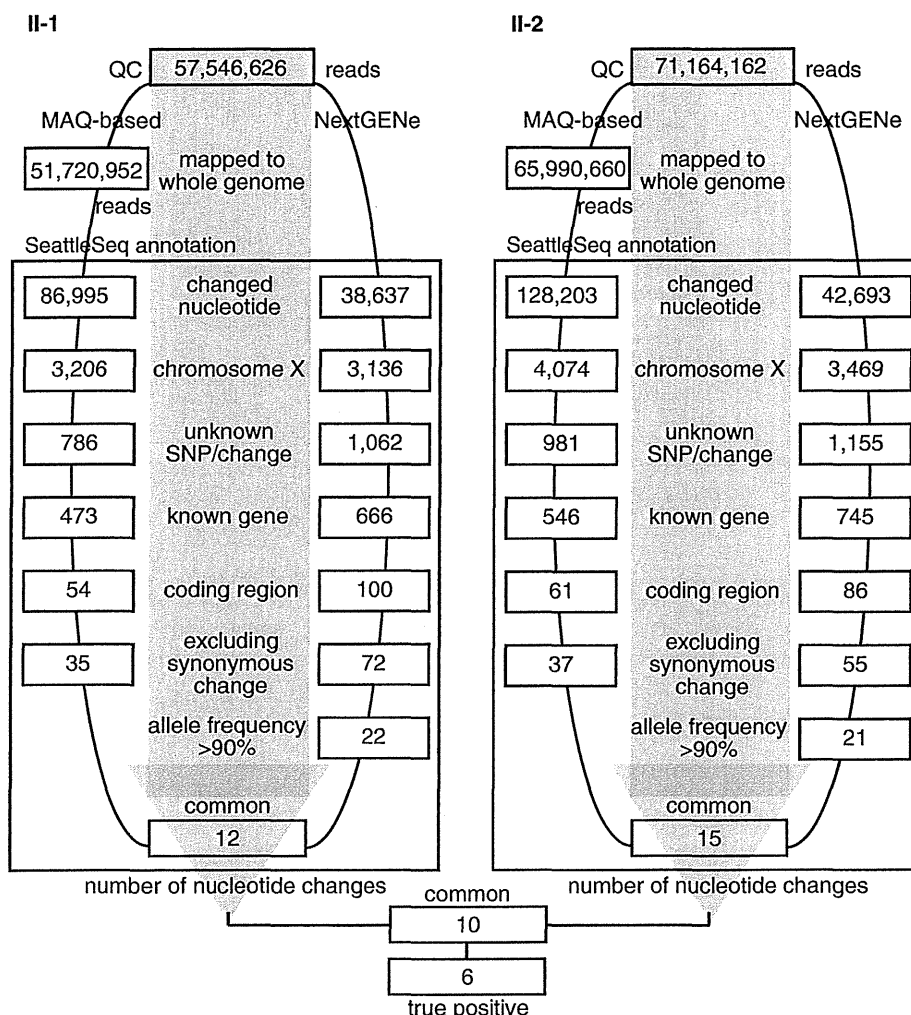 II-1
QC 57,546,626 reads
MAQ-based NextGENe
51,720,952 mapped to
whole genome
reads
SeattleSeq annotation
86,995 changed
nucleotide 38,637
3,206 chromosome X 3,136
786 unknown
SNP/change 1,062
473 known gene 666
54 coding region 100
35 excluding
synonymous
change 72
allele frequency
>90% 22
common
12
number of nucleotide changes
II-2
QC 71,164,162 reads
MAQ-based NextGENe
65,990,660 mapped to
whole genome
reads
SeattleSeq annotation
128,203 changed
nucleotide 42,693
4,074 chromosome X 3,469
981 unknown
SNP/change 1,155
546 known gene 745
61 coding region 86
37 excluding
synonymous
change 55
allele frequency
>90% 21
common
15
number of nucleotide changes
common
10
6
true positive